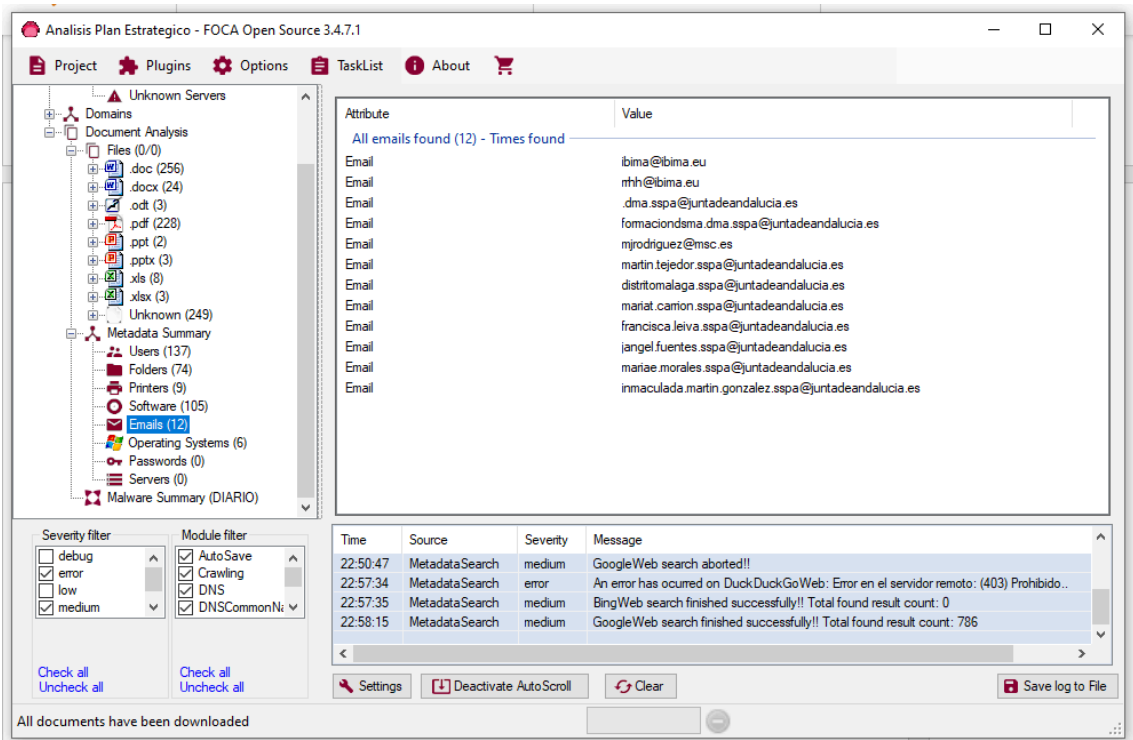 Analisis Plan Estrategico - FOCA Open Source 3.4.7.1
Project Plugins Options TaskList About
Unknown Servers
Domains
Document Analysis
Files (0/0)
.doc (256)
.docx (24)
.odt (3)
.pdf (228)
.ppt (2)
.pptx (3)
.xls (8)
.xlsx (3)
Unknown (249)
Metadata Summary
Users (137)
Folders (74)
Printers (9)
Software (105)
Emails (12)
Operating Systems (6)
Passwords (0)
Servers (0)
Malware Summary (DIARIO)
Attribute Value
All emails found (12) - Times found
Email ibima@ibima.eu
Email rrhh@ibima.eu
Email .dma.sspa@juntadeandalucia.es
Email formaciondsma.dma.sspa@juntadeandalucia.es
Email mjrodriguez@msc.es
Email martin.tejedor.sspa@juntadeandalucia.es
Email distritomalaga.sspa@juntadeandalucia.es
Email mariat.carrion.sspa@juntadeandalucia.es
Email francisca.leiva.sspa@juntadeandalucia.es
Email jangel.fuentes.sspa@juntadeandalucia.es
Email mariae.morales.sspa@juntadeandalucia.es
Email inmaculada.martin.gonzalez.sspa@juntadeandalucia.es
Severity filter
debug
error
low
medium
Check all
Uncheck all
Module filter
AutoSave
Crawling
DNS
DNSCommonNa
Check all
Uncheck all
Time Source Severity Message
22:50:47 MetadataSearch medium GoogleWeb search aborted!!
22:57:34 MetadataSearch error An error has ocurred on DuckDuckGoWeb: Error en el servidor remoto: (403) Prohibido..
22:57:35 MetadataSearch medium BingWeb search finished successfully!! Total found result count: 0
22:58:15 MetadataSearch medium GoogleWeb search finished successfully!! Total found result count: 786
Settings Deactivate AutoScroll Clear Save log to File
All documents have been downloaded